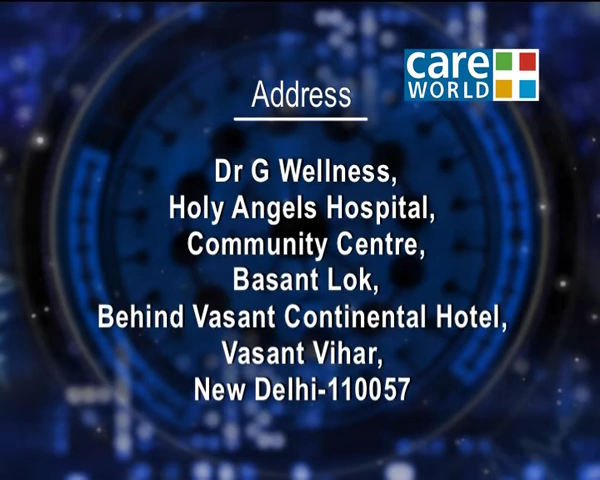 care
WORLD
Address
Dr G Wellness,
Holy Angels Hospital,
Community Centre,
Basant Lok,
Behind Vasant Continental Hotel,
Vasant Vihar,
New Delhi-110057